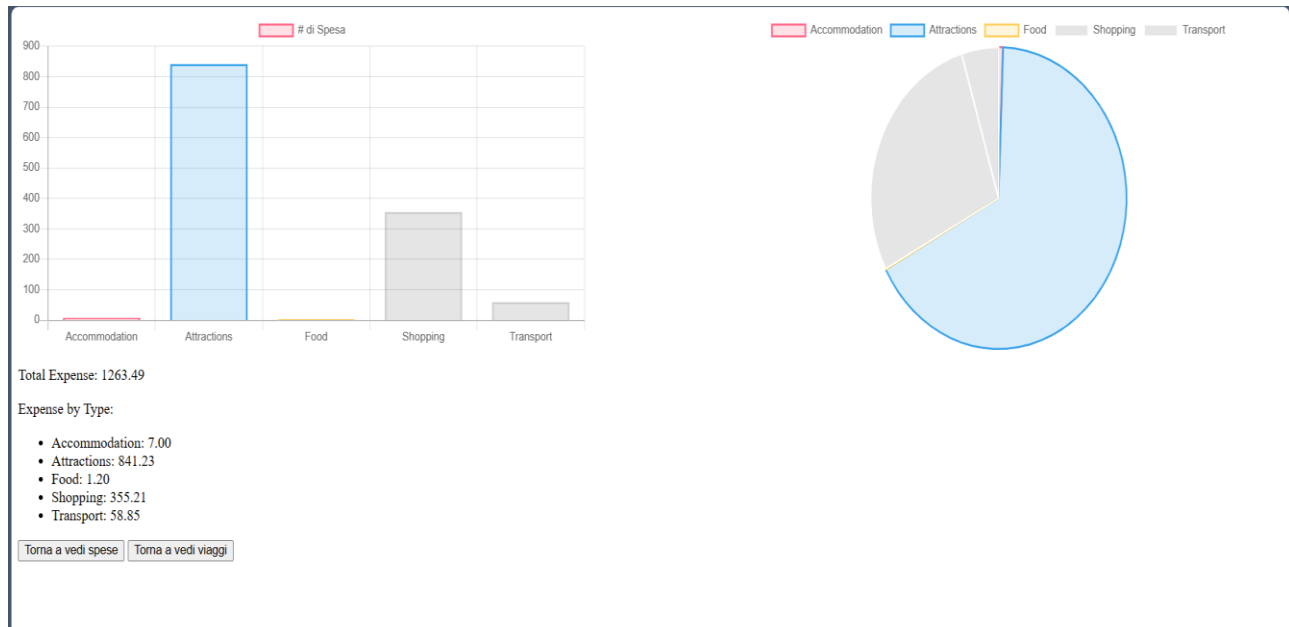 # di Spesa
900
800
700
600
500
400
300
200
100
0
Accommodation Attractions Food Shopping Transport
Accommodation Attractions Food Shopping Transport
Total Expense: 1263.49
Expense by Type:
• Accommodation: 7.00
• Attractions: 841.23
• Food: 1.20
• Shopping: 355.21
• Transport: 58.85
Torna a vedi spese Torna a vedi viaggi